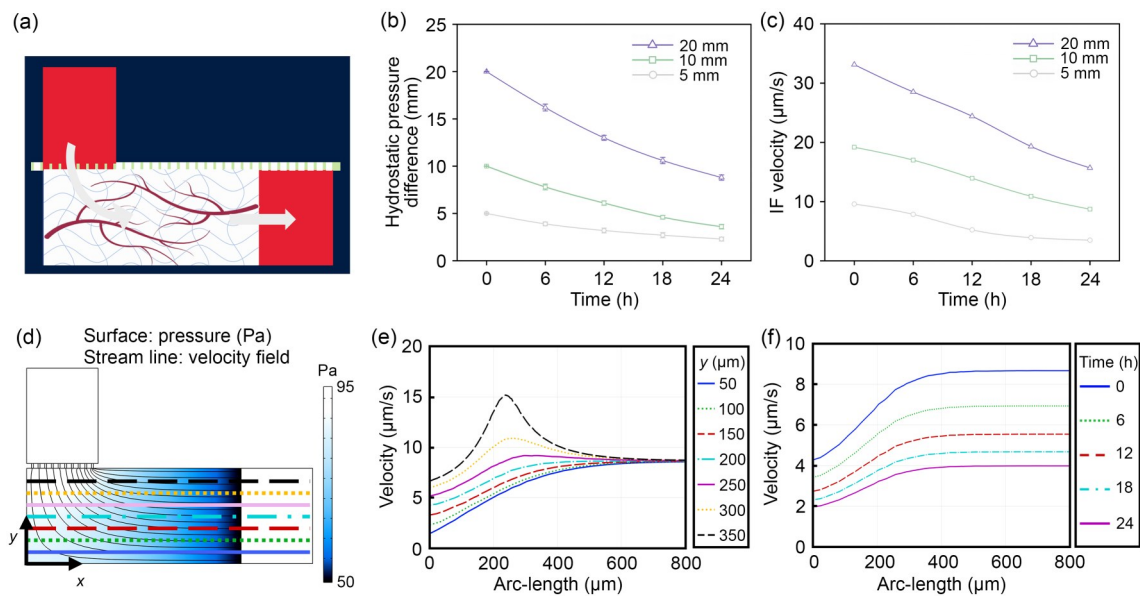 (a)
(b)
Hydrostatic pressure
difference (mm)
25
20
15
10
5
0
20 mm
10 mm
5 mm
0 6 12 18 24
Time (h)
(c)
IF velocity (μm/s)
40
30
20
10
0
20 mm
10 mm
5 mm
0 6 12 18 24
Time (h)
(d)
Surface: pressure (Pa)
Stream line: velocity field
Pa
95
50
y
x
(e)
Velocity (μm/s)
20
15
10
5
0
0 200 400 600 800
Arc-length (μm)
y (μm)
50
100
150
200
250
300
350
(f)
Velocity (μm/s)
10
8
6
4
2
0
0 200 400 600 800
Arc-length (μm)
Time (h)
0
6
12
18
24